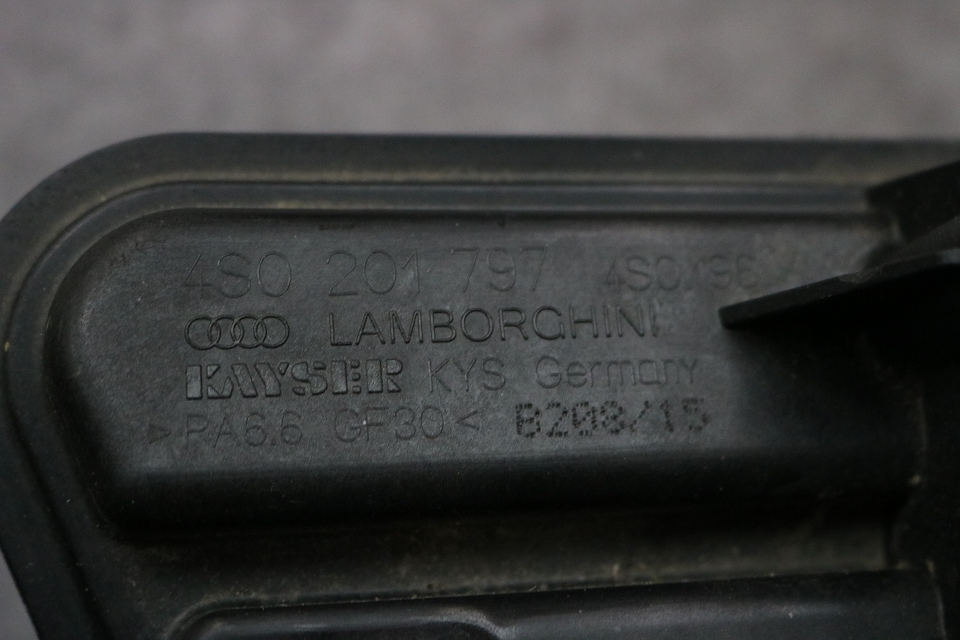 4S0 201 797
LAMBORGHINI
KAYSER KYS Germany
>PA6.6 GF30< B208/15